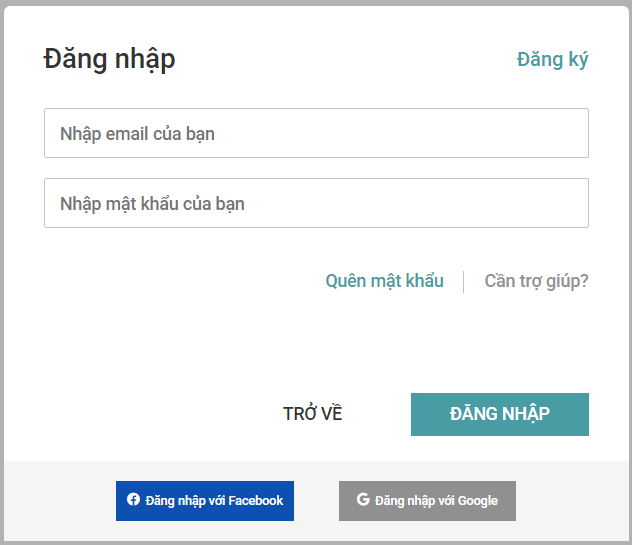 Đăng nhập
Đăng ký
Nhập email của bạn
Nhập mật khẩu của bạn
Quên mật khẩu
Cần trợ giúp?
TRỞ VỀ
ĐĂNG NHẬP
Đăng nhập với Facebook
Đăng nhập với Google